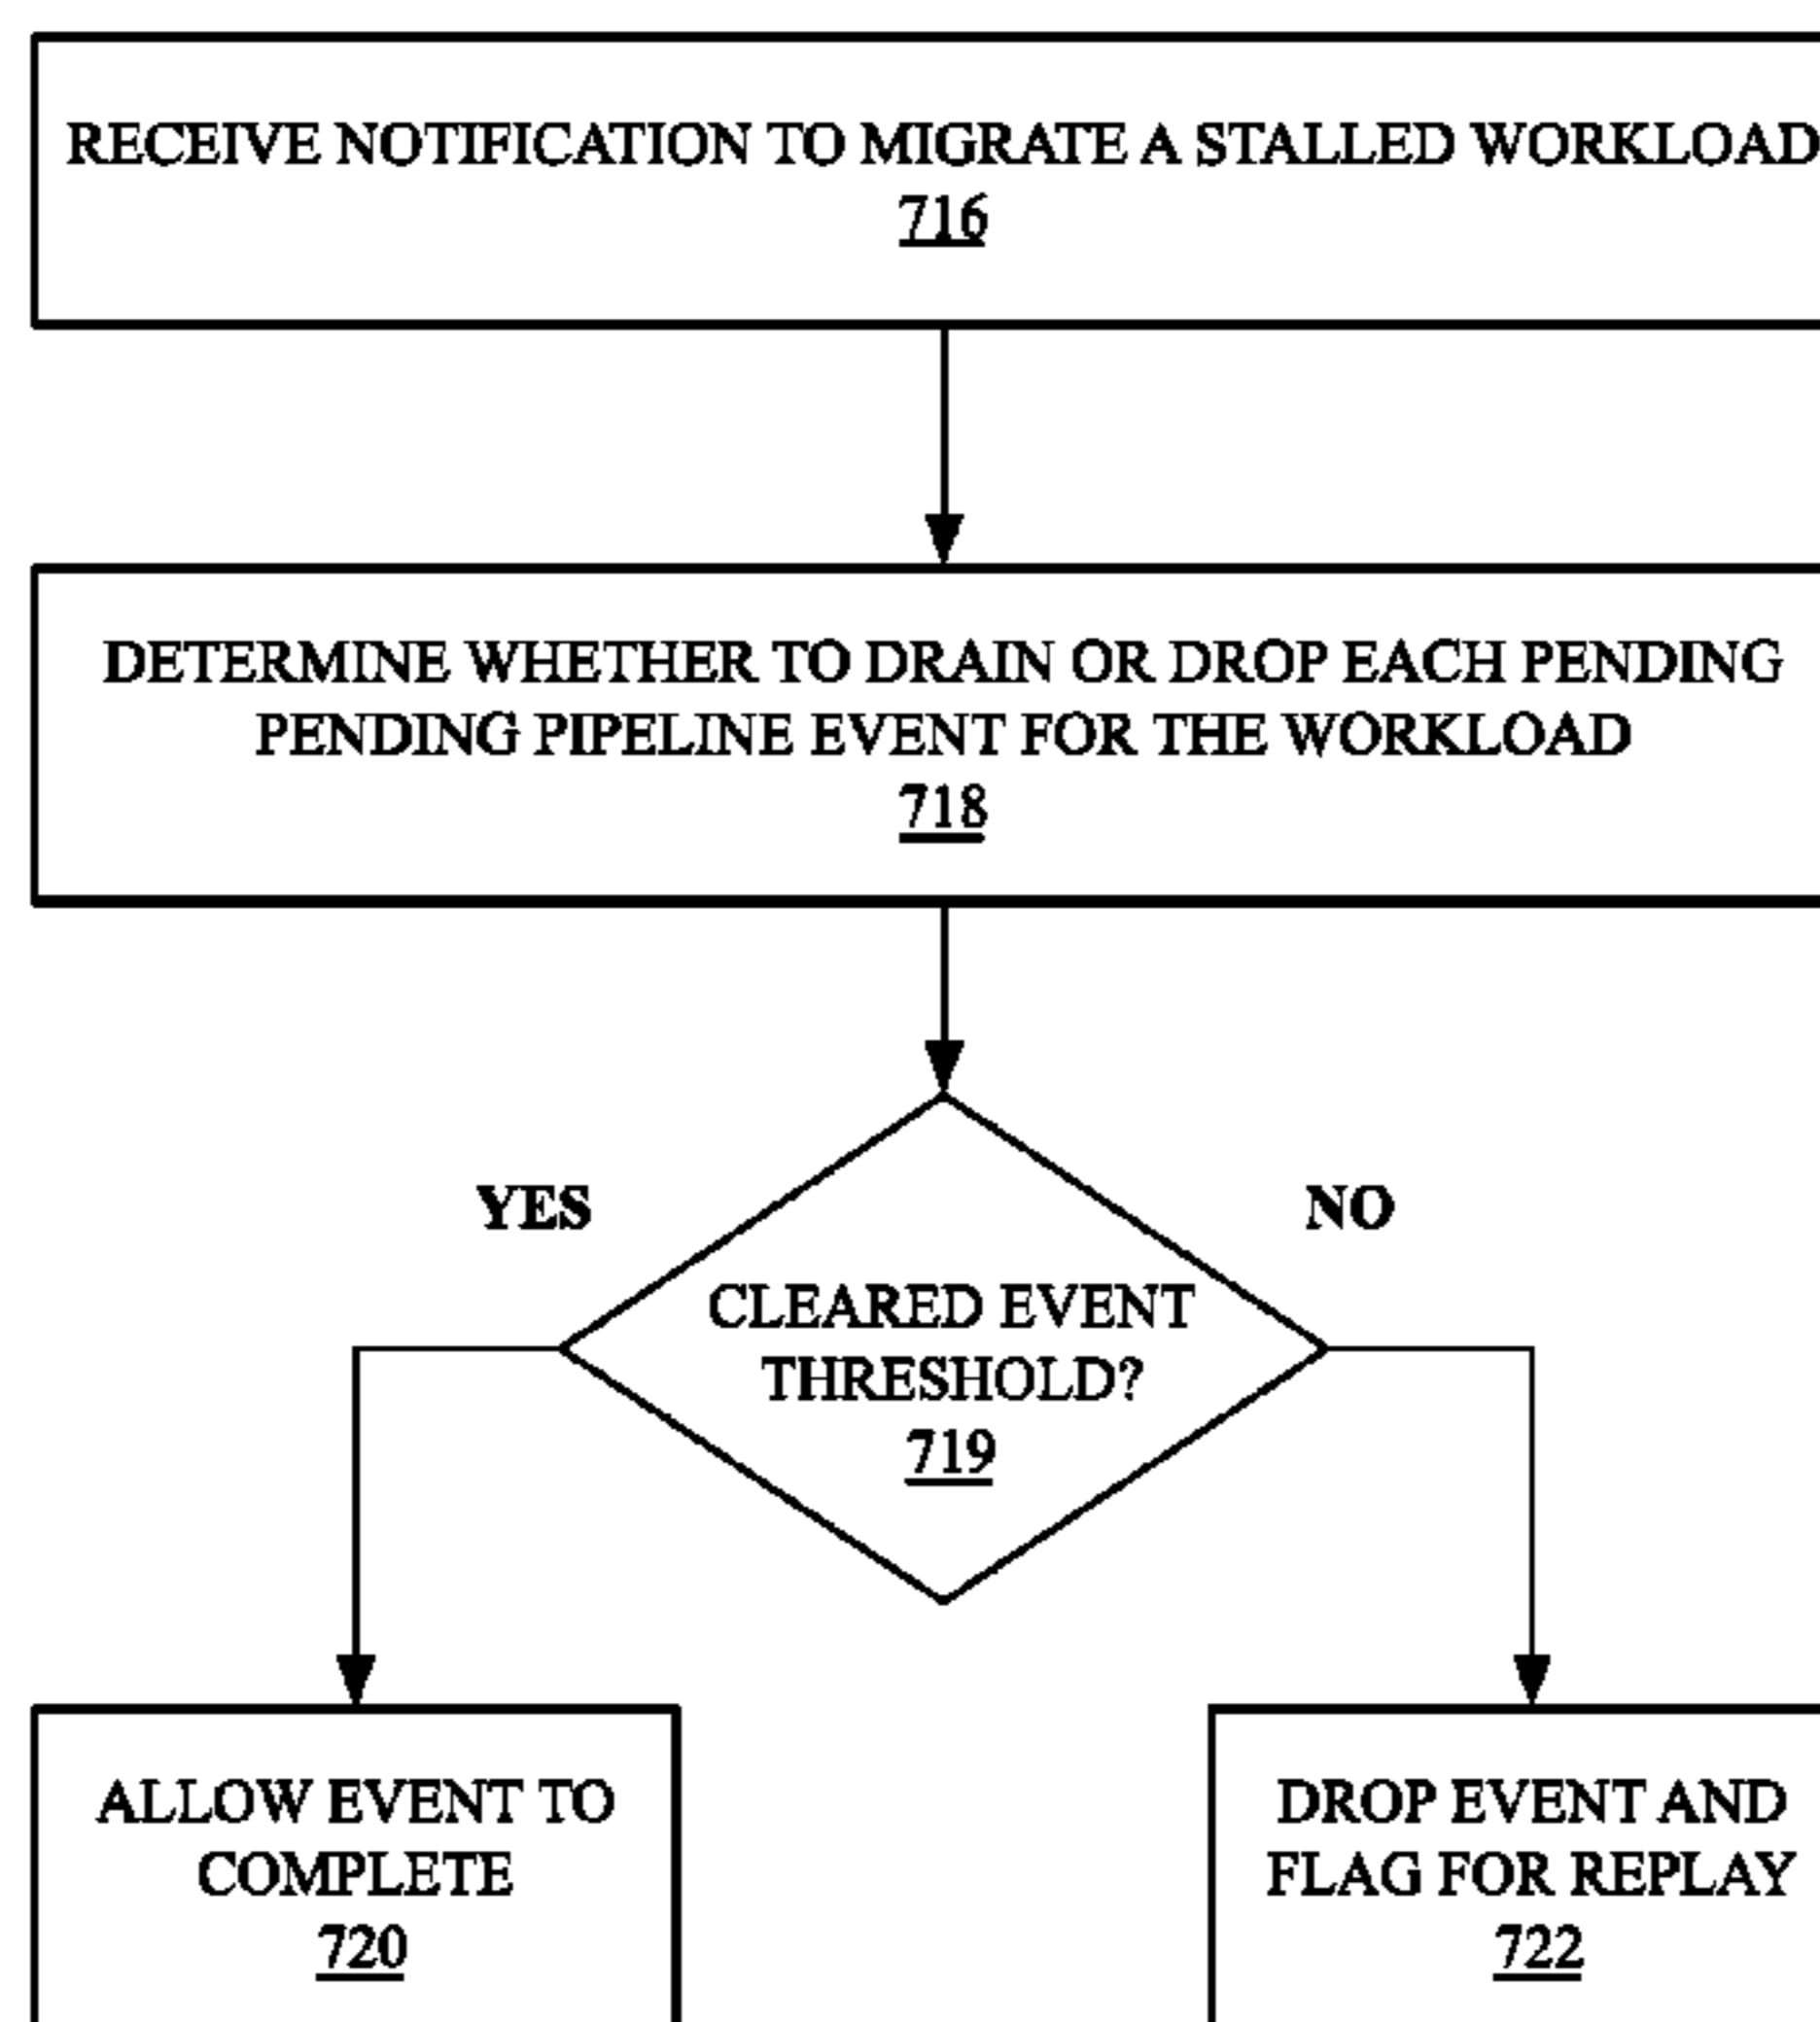 RECEIVE NOTIFICATION TO MIGRATE A STALLED WORKLOAD
716
DETERMINE WHETHER TO DRAIN OR DROP EACH PENDING
PENDING PIPELINE EVENT FOR THE WORKLOAD
718
YES
NO
CLEARED EVENT
THRESHOLD?
719
ALLOW EVENT TO
COMPLETE
720
DROP EVENT AND
FLAG FOR REPLAY
722